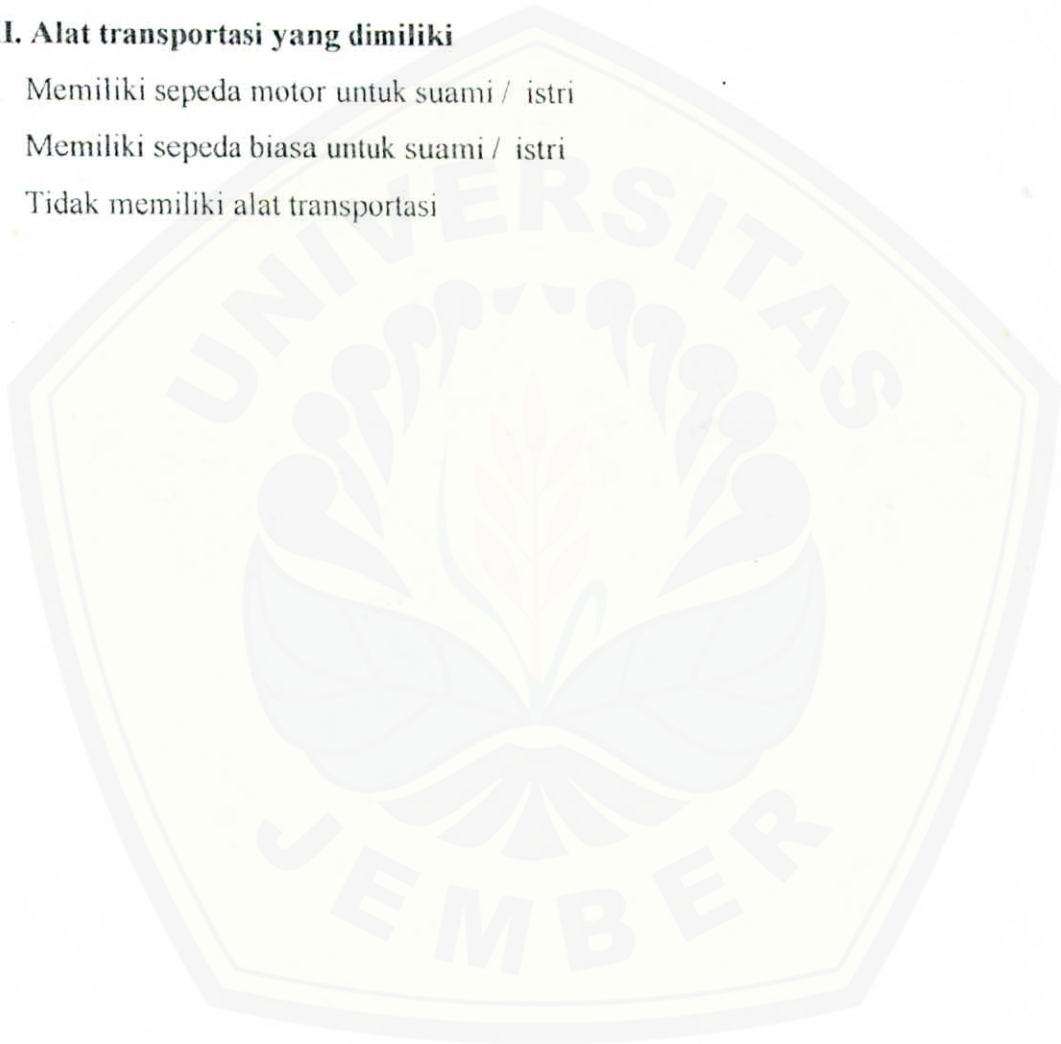 I. Alat transportasi yang dimiliki
Memiliki sepeda motor untuk suami / istri
Memiliki sepeda biasa untuk suami / istri
Tidak memiliki alat transportasi
UNIVERSITAS
JEMBER